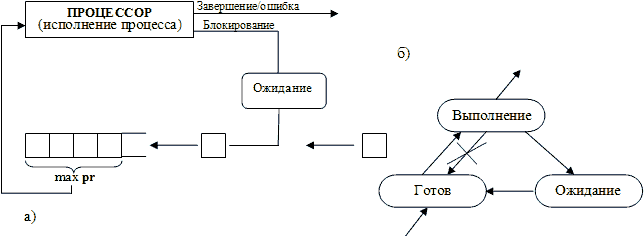 ПРОЦЕССОР
(исполнение процесса)
Завершение/ошибка
Блокирование
Ожидание
max pr
а)
б)
Выполнение
Готов
Ожидание